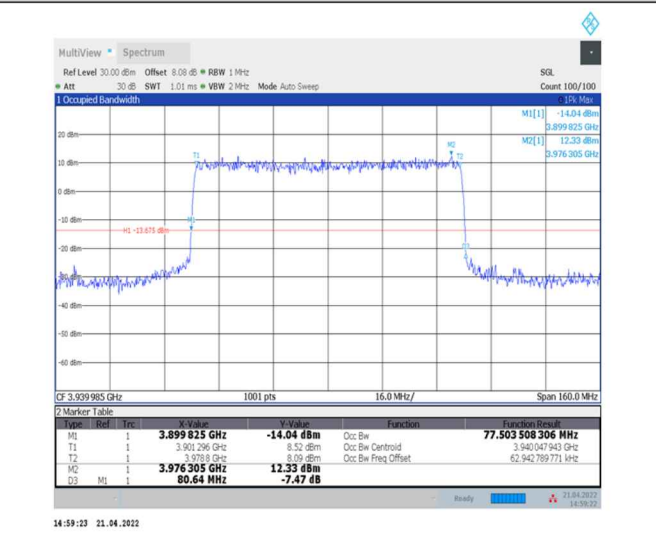 MultiView Spectrum
Ref Level 30.00 dBm Offset 8.08 dB RBW 1 MHz SGL
Att 30 dB SWT 1.01 ms VBW 2 MHz Mode Auto Sweep Count 100/100
1 Occupied Bandwidth 1Pk Max
M1[1] -14.04 dBm
3.899 825 GHz
M2[1] 12.33 dBm
3.976 305 GHz
20 dBm
M2
T1 T2
10 dBm
0 dBm
-10 dBm
M1
H1 -13.675 dBm
-20 dBm
D3
-30 dBm
-40 dBm
-50 dBm
-60 dBm
CF 3.939 985 GHz 1001 pts 16.0 MHz/ Span 160.0 MHz
2 Marker Table
Type Ref Trc X-Value Y-Value Function Function Result
M1 1 3.899 825 GHz -14.04 dBm Occ Bw 77.503 508 306 MHz
T1 1 3.901 296 GHz 8.52 dBm Occ Bw Centroid 3.940 047 943 GHz
T2 1 3.9788 GHz 8.09 dBm Occ Bw Freq Offset 62.942 789 771 kHz
M2 1 3.976 305 GHz 12.33 dBm
D3 M1 1 80.64 MHz -7.47 dB
Ready 21.04.2022
14:59:22
14:59:23 21.04.2022